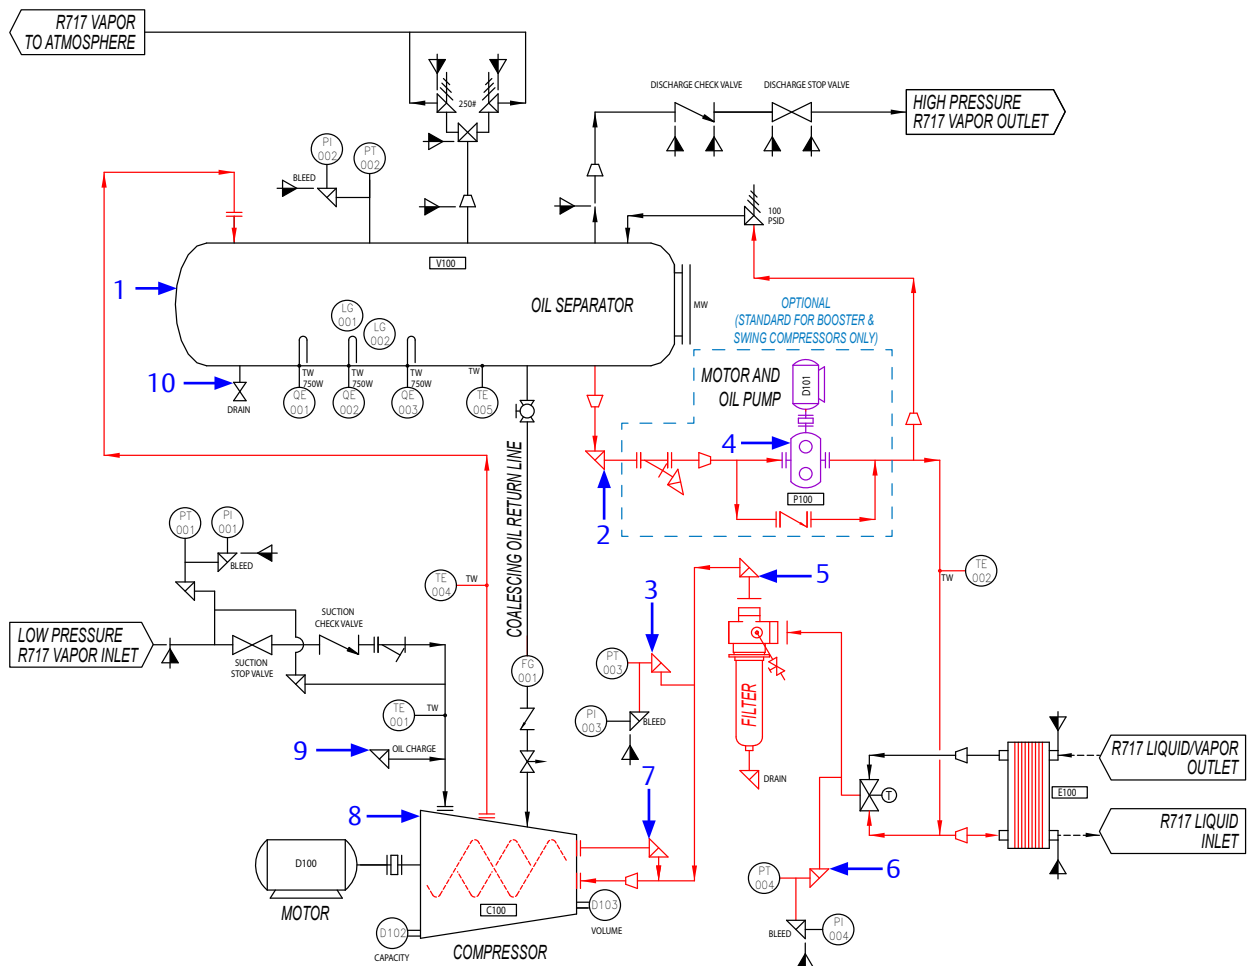 R717 VAPOR
TO ATMOSPHERE
250#
DISCHARGE CHECK VALVE
DISCHARGE STOP VALVE
HIGH PRESSURE
R717 VAPOR OUTLET
PI
002
PT
002
BLEED
100
PSID
V100
1
OIL SEPARATOR
MW
LG
001
LG
002
OPTIONAL
(STANDARD FOR BOOSTER &
SWING COMPRESSORS ONLY)
10
DRAIN
TW
750W
TW
750W
TW
750W
TW
QE
001
QE
002
QE
003
TE
005
MOTOR AND
OIL PUMP
D101
4
P100
2
COALESCING OIL RETURN LINE
PT
001
PI
001
BLEED
TE
004
TW
TE
002
TW
3
5
LOW PRESSURE
R717 VAPOR INLET
SUCTION
CHECK VALVE
SUCTION
STOP VALVE
FG
001
PT
003
PI
003
BLEED
FILTER
DRAIN
TE
001
TW
9
OIL CHARGE
R717 LIQUID/VAPOR
OUTLET
T
E100
R717 LIQUID
INLET
7
8
6
D100
MOTOR
C100
D103
VOLUME
D102
CAPACITY
COMPRESSOR
PT
004
BLEED
PI
004